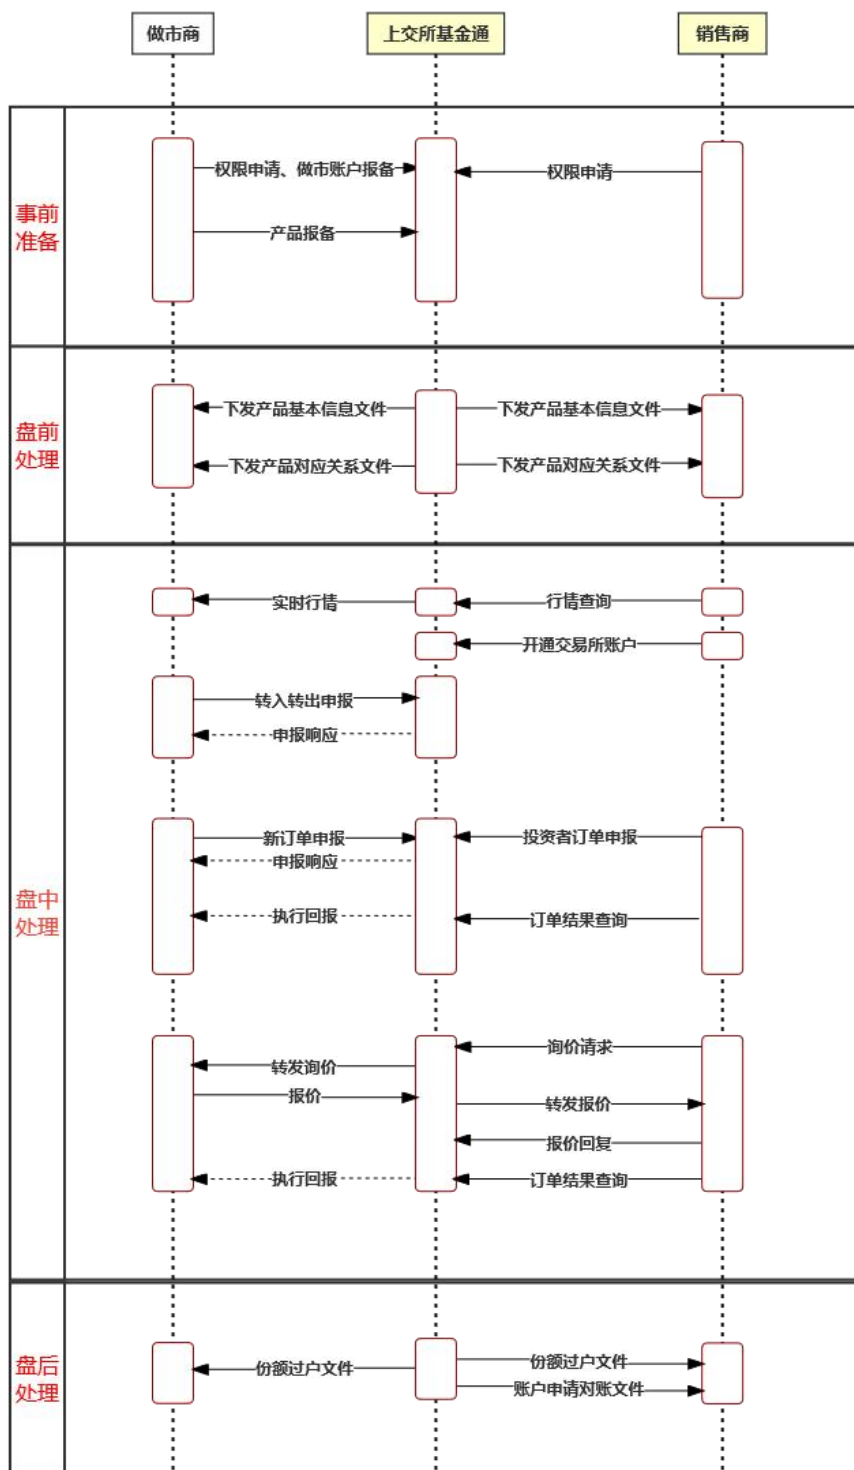 做市商
上交所基金通
销售商
事前
准备
权限申请、做市账户报备
权限申请
产品报备
盘前
处理
下发产品基本信息文件
下发产品基本信息文件
下发产品对应关系文件
下发产品对应关系文件
盘中
处理
实时行情
行情查询
开通交易所账户
转入转出申报
申报响应
新订单申报
投资者订单申报
申报响应
执行回报
订单结果查询
询价请求
转发询价
报价
转发报价
报价回复
执行回报
订单结果查询
盘后
处理
份额过户文件
份额过户文件
账户申请对账文件